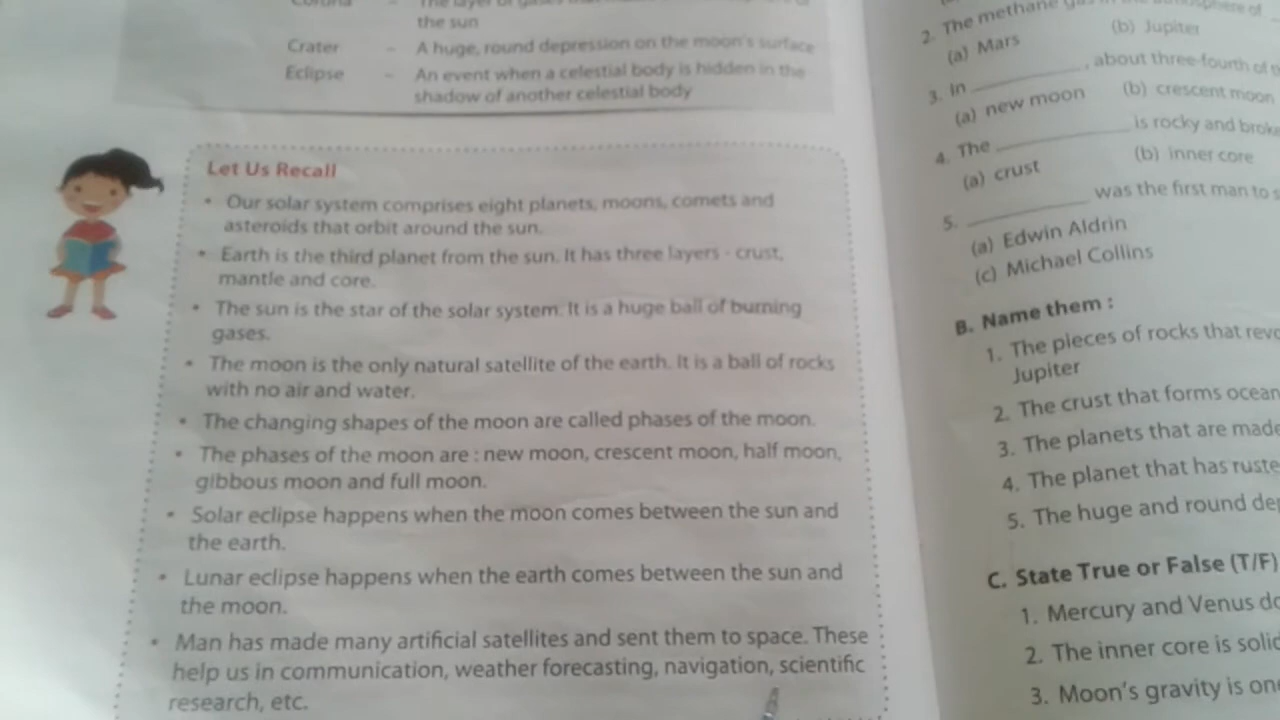 the sun
Crater – A huge, round depression on the moon's surface
Eclipse – An event when a celestial body is hidden in the
shadow of another celestial body
Let Us Recall
• Our solar system comprises eight planets, moons, comets and
asteroids that orbit around the sun.
• Earth is the third planet from the sun. It has three layers - crust,
mantle and core.
• The sun is the star of the solar system. It is a huge ball of burning
gases.
• The moon is the only natural satellite of the earth. It is a ball of rocks
with no air and water.
• The changing shapes of the moon are called phases of the moon.
• The phases of the moon are : new moon, crescent moon, half moon,
gibbous moon and full moon.
• Solar eclipse happens when the moon comes between the sun and
the earth.
• Lunar eclipse happens when the earth comes between the sun and
the moon.
• Man has made many artificial satellites and sent them to space. These
help us in communication, weather forecasting, navigation, scientific
research, etc.
2. The methane gas in the
(a) Mars (b) Jupiter
3. In ________, about three-fourth of
(a) new moon (b) crescent moon
4. The ________ is rocky and
(a) crust (b) inner core
5. ________ was the first man to
(a) Edwin Aldrin
(c) Michael Collins
B. Name them :
1. The pieces of rocks that
Jupiter
2. The crust that forms
3. The planets that are
4. The planet that has
5. The huge and round
C. State True or False (T/F)
1. Mercury and Venus
2. The inner core is
3. Moon's gravity is